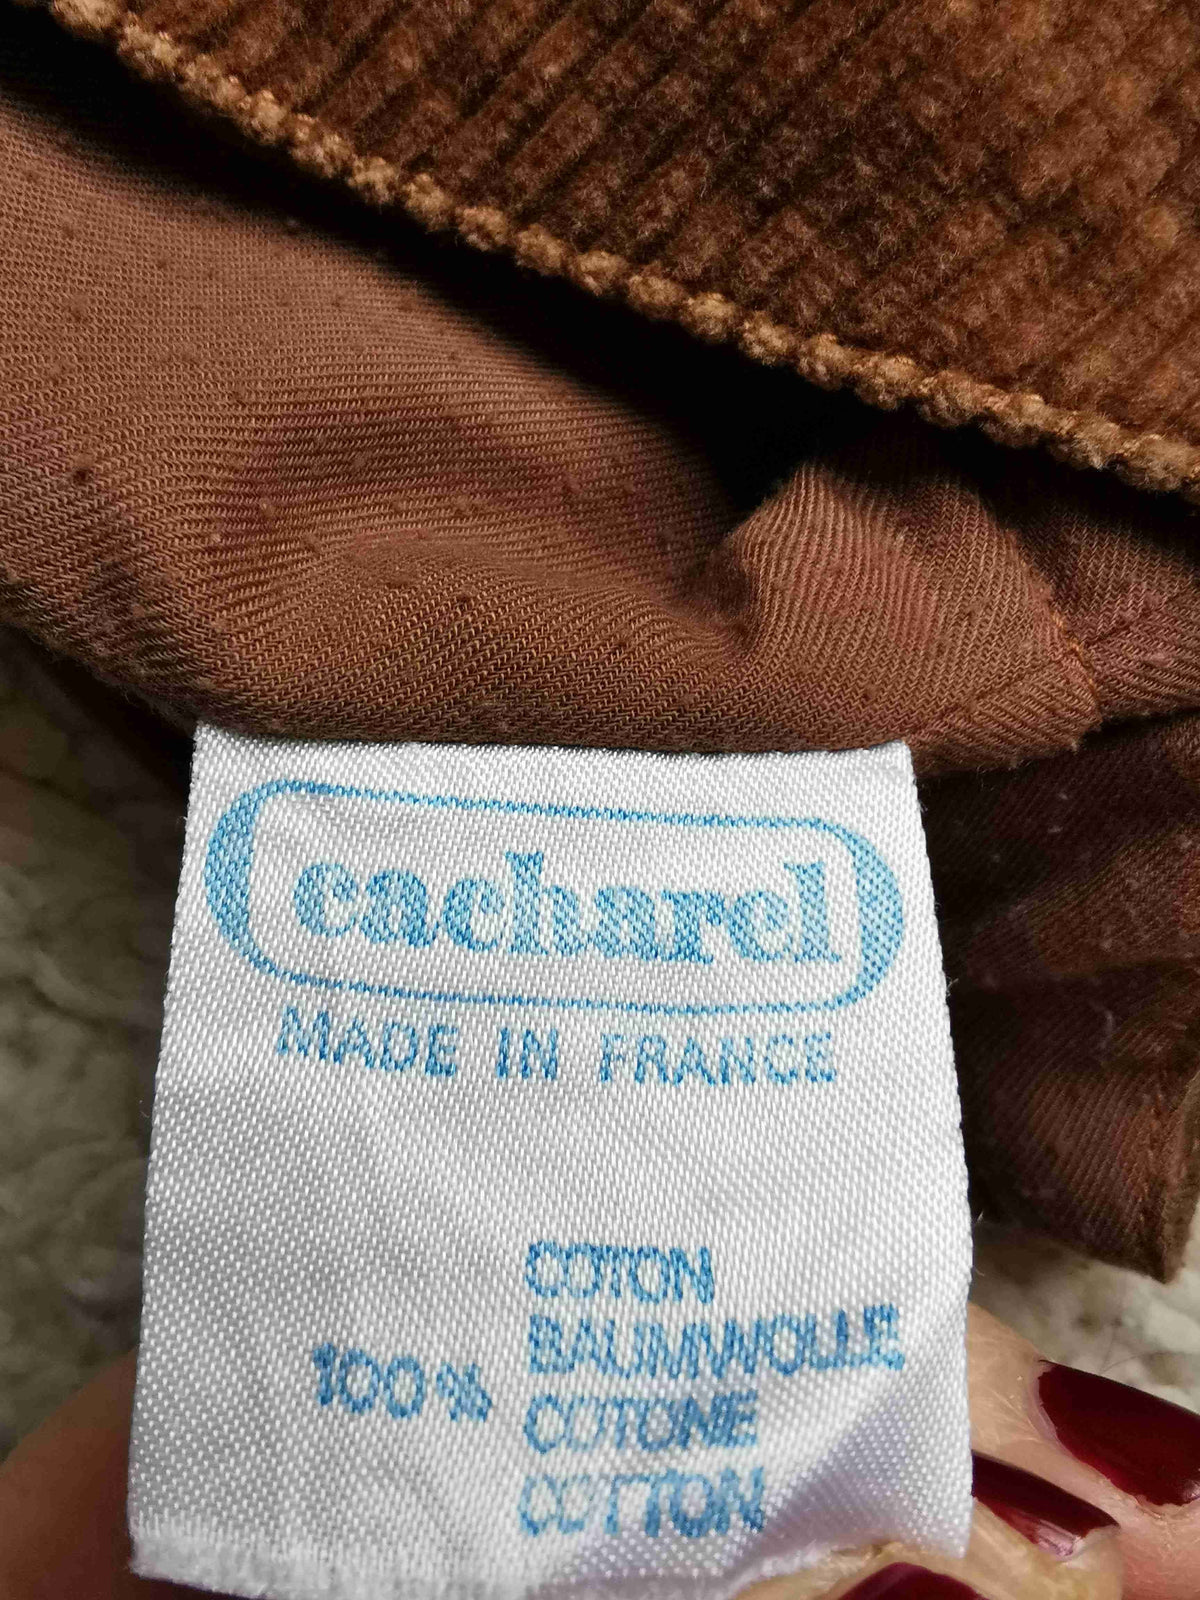 cacharel
MADE IN FRANCE
COTON
BAUMWOLLE
100%
COTONE
COTTON